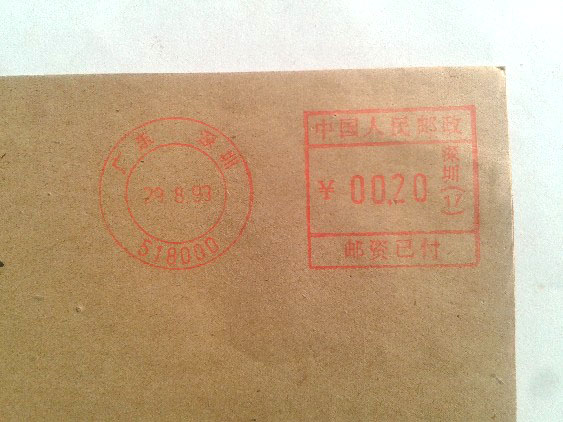 广东 深圳
29.8.93
518000
中国人民邮政
¥ 00.20
深圳(17)
邮资已付